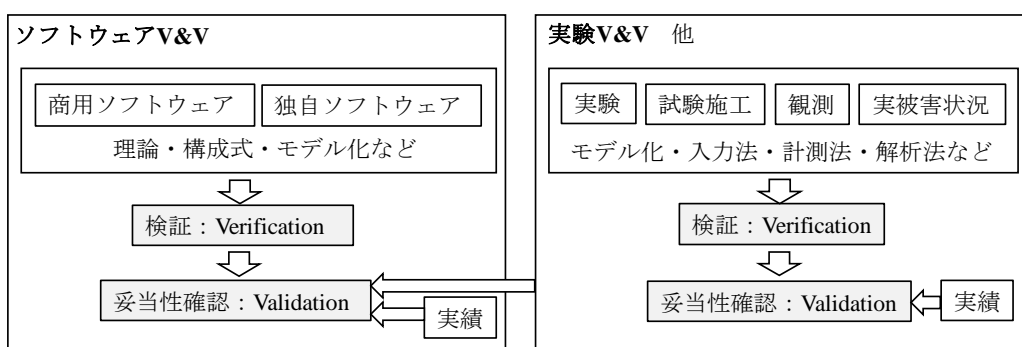 ソフトウェアV&V
商用ソフトウェア
独自ソフトウェア
理論・構成式・モデル化など
検証：Verification
妥当性確認：Validation
実績
実験V&V　他
実験
試験施工
観測
実被害状況
モデル化・入力法・計測法・解析法など
検証：Verification
妥当性確認：Validation
実績